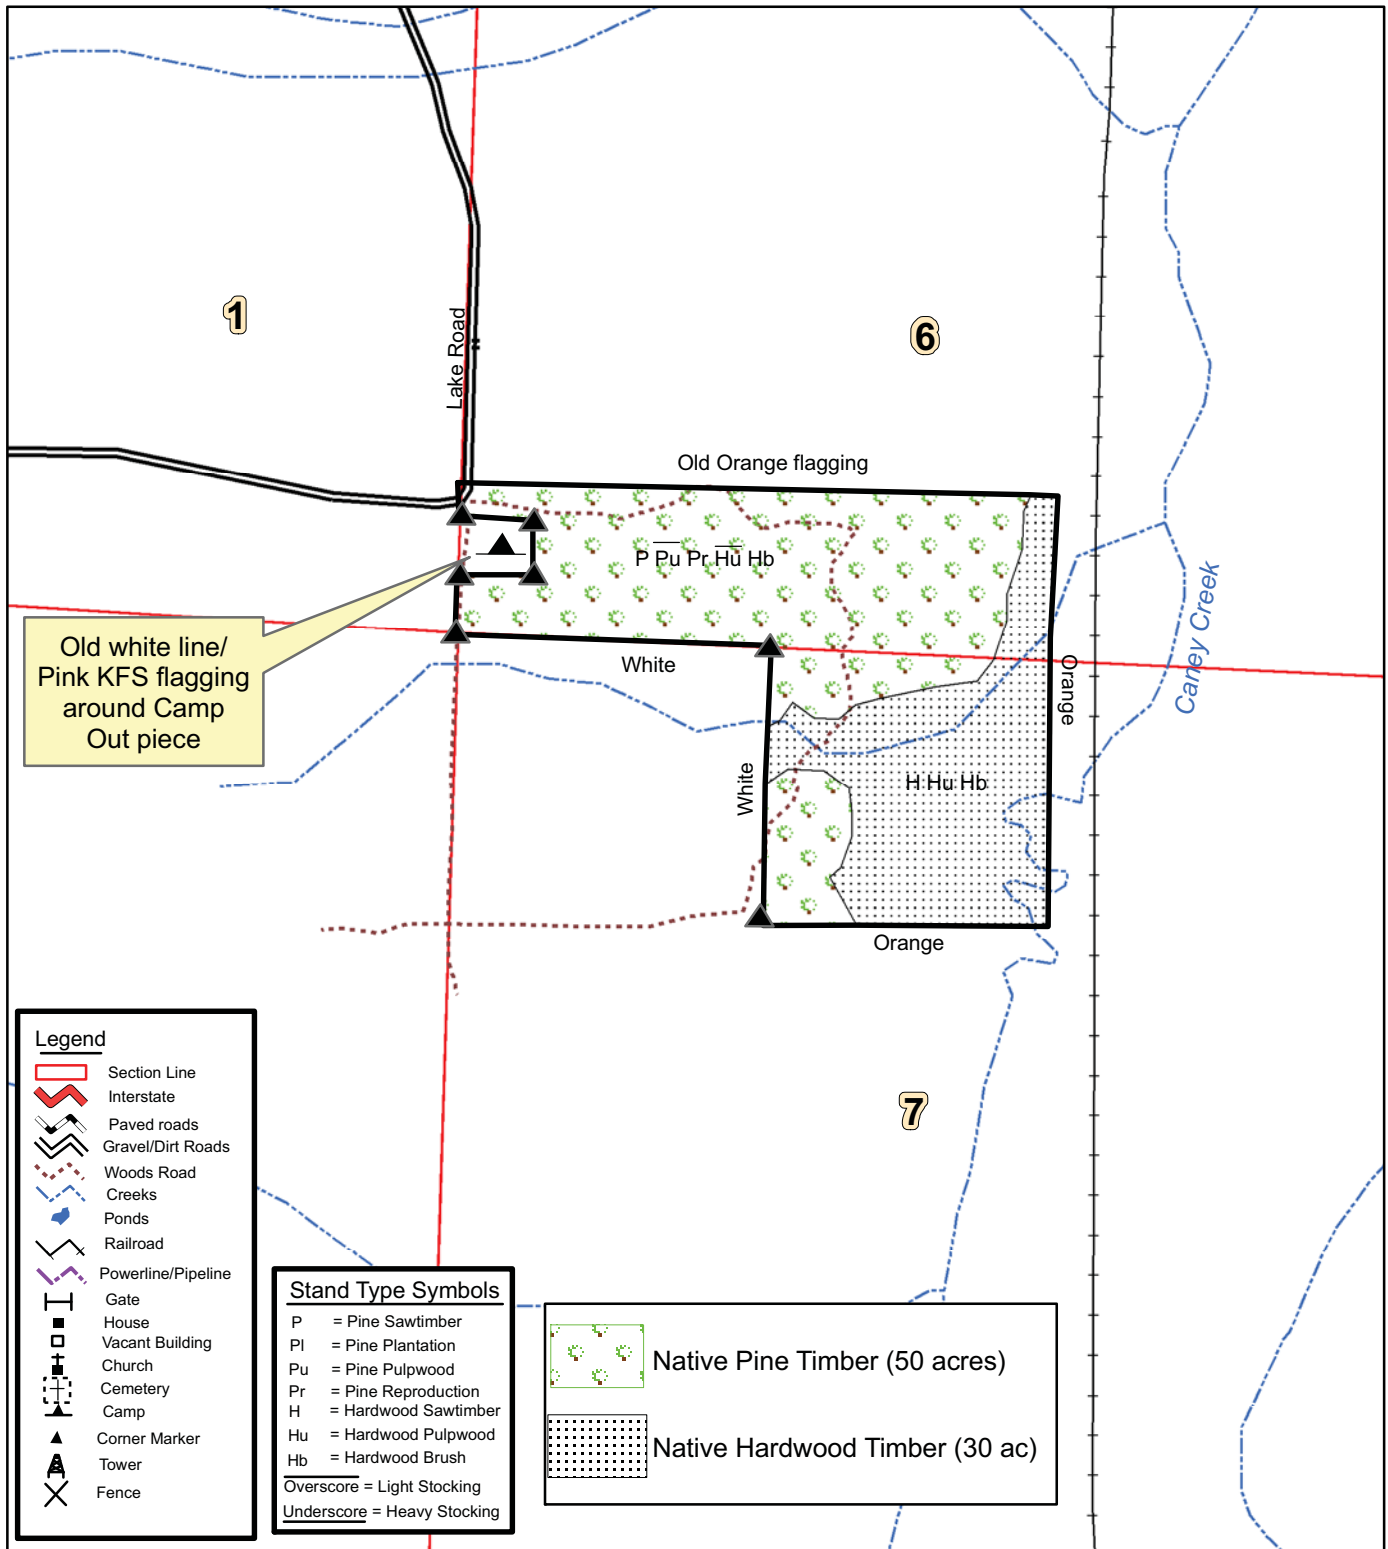 1
6
Lake Road
Old Orange flagging
P Pu Pr Hu Hb
Old white line/
Pink KFS flagging
around Camp
Out piece
White
Orange
Caney Creek
White
H Hu Hb
Orange
7
Legend
Section Line
Interstate
Paved roads
Gravel/Dirt Roads
Woods Road
Creeks
Ponds
Railroad
Powerline/Pipeline
Gate
House
Vacant Building
Church
Cemetery
Camp
Corner Marker
Tower
Fence
Stand Type Symbols
P = Pine Sawtimber
Pl = Pine Plantation
Pu = Pine Pulpwood
Pr = Pine Reproduction
H = Hardwood Sawtimber
Hu = Hardwood Pulpwood
Hb = Hardwood Brush
Overscore = Light Stocking
Underscore = Heavy Stocking
Native Pine Timber (50 acres)
Native Hardwood Timber (30 ac)